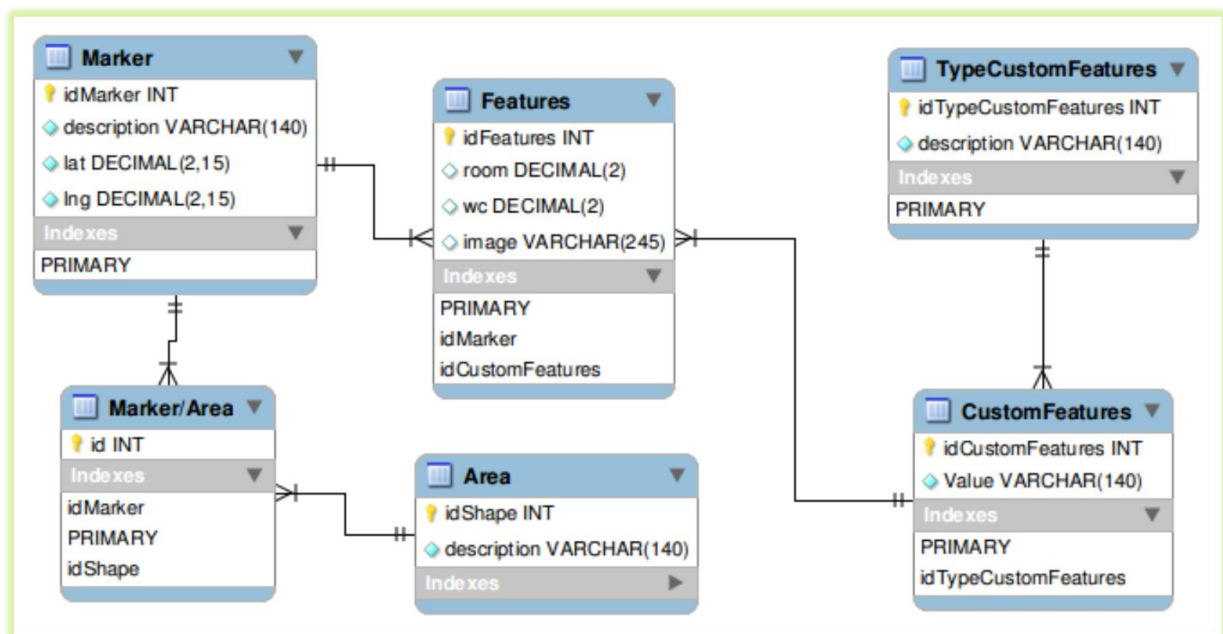 Marker
idMarker INT
description VARCHAR(140)
lat DECIMAL(2,15)
lng DECIMAL(2,15)
Indexes
PRIMARY
Features
idFeatures INT
room DECIMAL(2)
wc DECIMAL(2)
image VARCHAR(245)
Indexes
PRIMARY
idMarker
idCustomFeatures
TypeCustomFeatures
idTypeCustomFeatures INT
description VARCHAR(140)
Indexes
PRIMARY
Marker/Area
id INT
Indexes
idMarker
PRIMARY
idShape
Area
idShape INT
description VARCHAR(140)
Indexes
CustomFeatures
idCustomFeatures INT
Value VARCHAR(140)
Indexes
PRIMARY
idTypeCustomFeatures